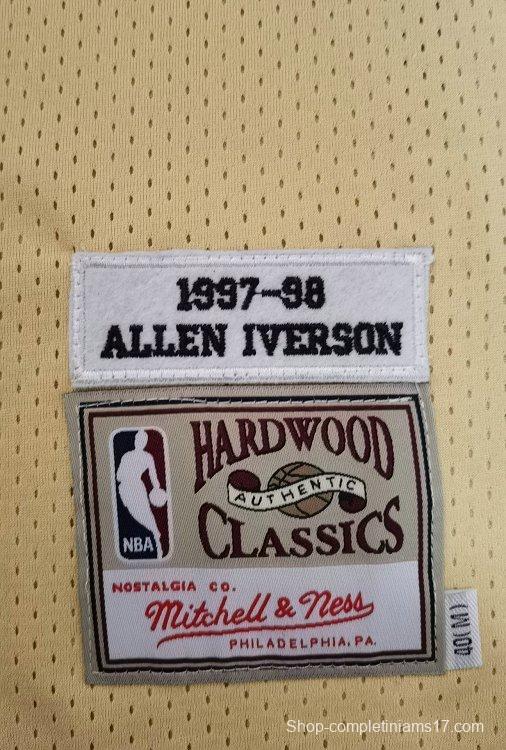 1997-98
ALLEN IVERSON
HARDWOOD
AUTHENTIC
CLASSICS
NBA
NOSTALGIA CO.
Mitchell & Ness
PHILADELPHIA, PA.
40(M)
Shop-completiniams17.com